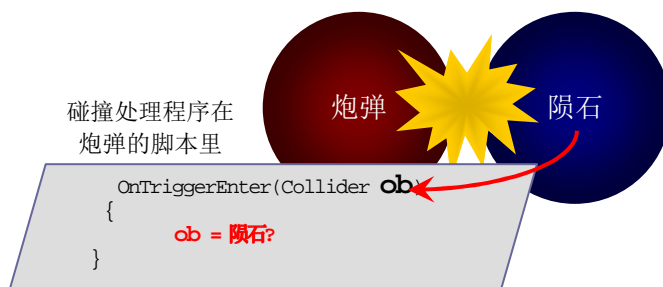 炮弹
陨石
碰撞处理程序在
炮弹的脚本里
OnTriggerEnter(Collider ob)
{
ob = 陨石?
}